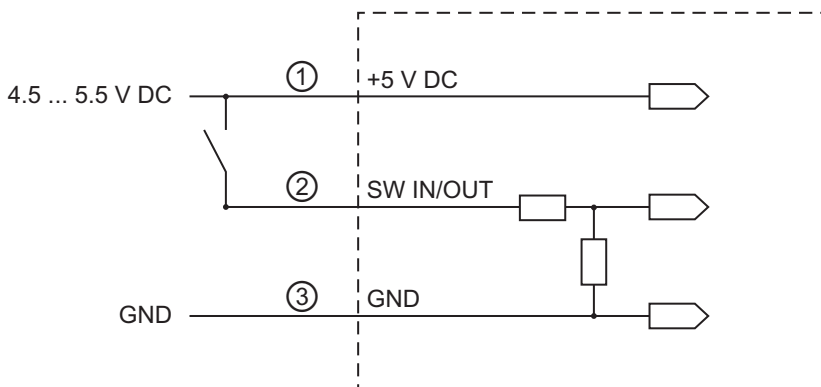 4.5 ... 5.5 V DC ① +5 V DC
② SW IN/OUT
GND ③ GND